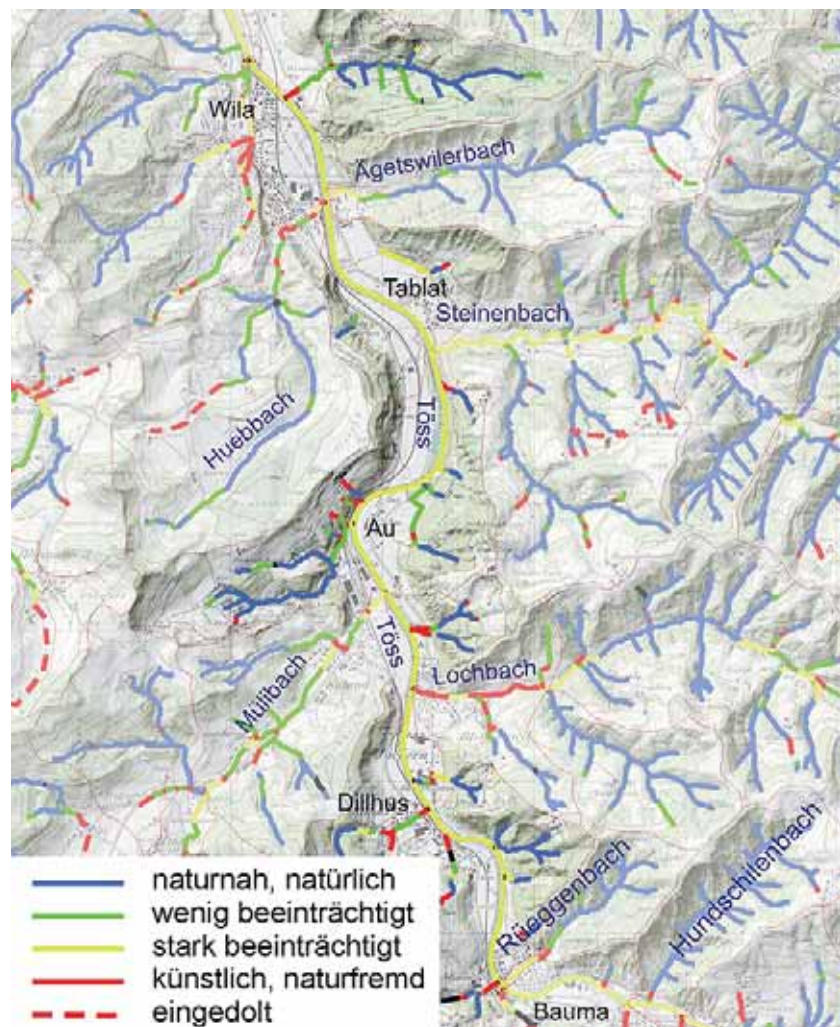 Wila
Ágetswilerbach
Tablat
Steinenbach
Töss
Huebbach
Au
Töss
Lochbach
Mülibach
Dillhus
Rüeggenbach
Hundschilenbach
Bauma
naturnah, natürlich
wenig beeinträchtigt
stark beeinträchtigt
künstlich, naturfremd
eingedolt